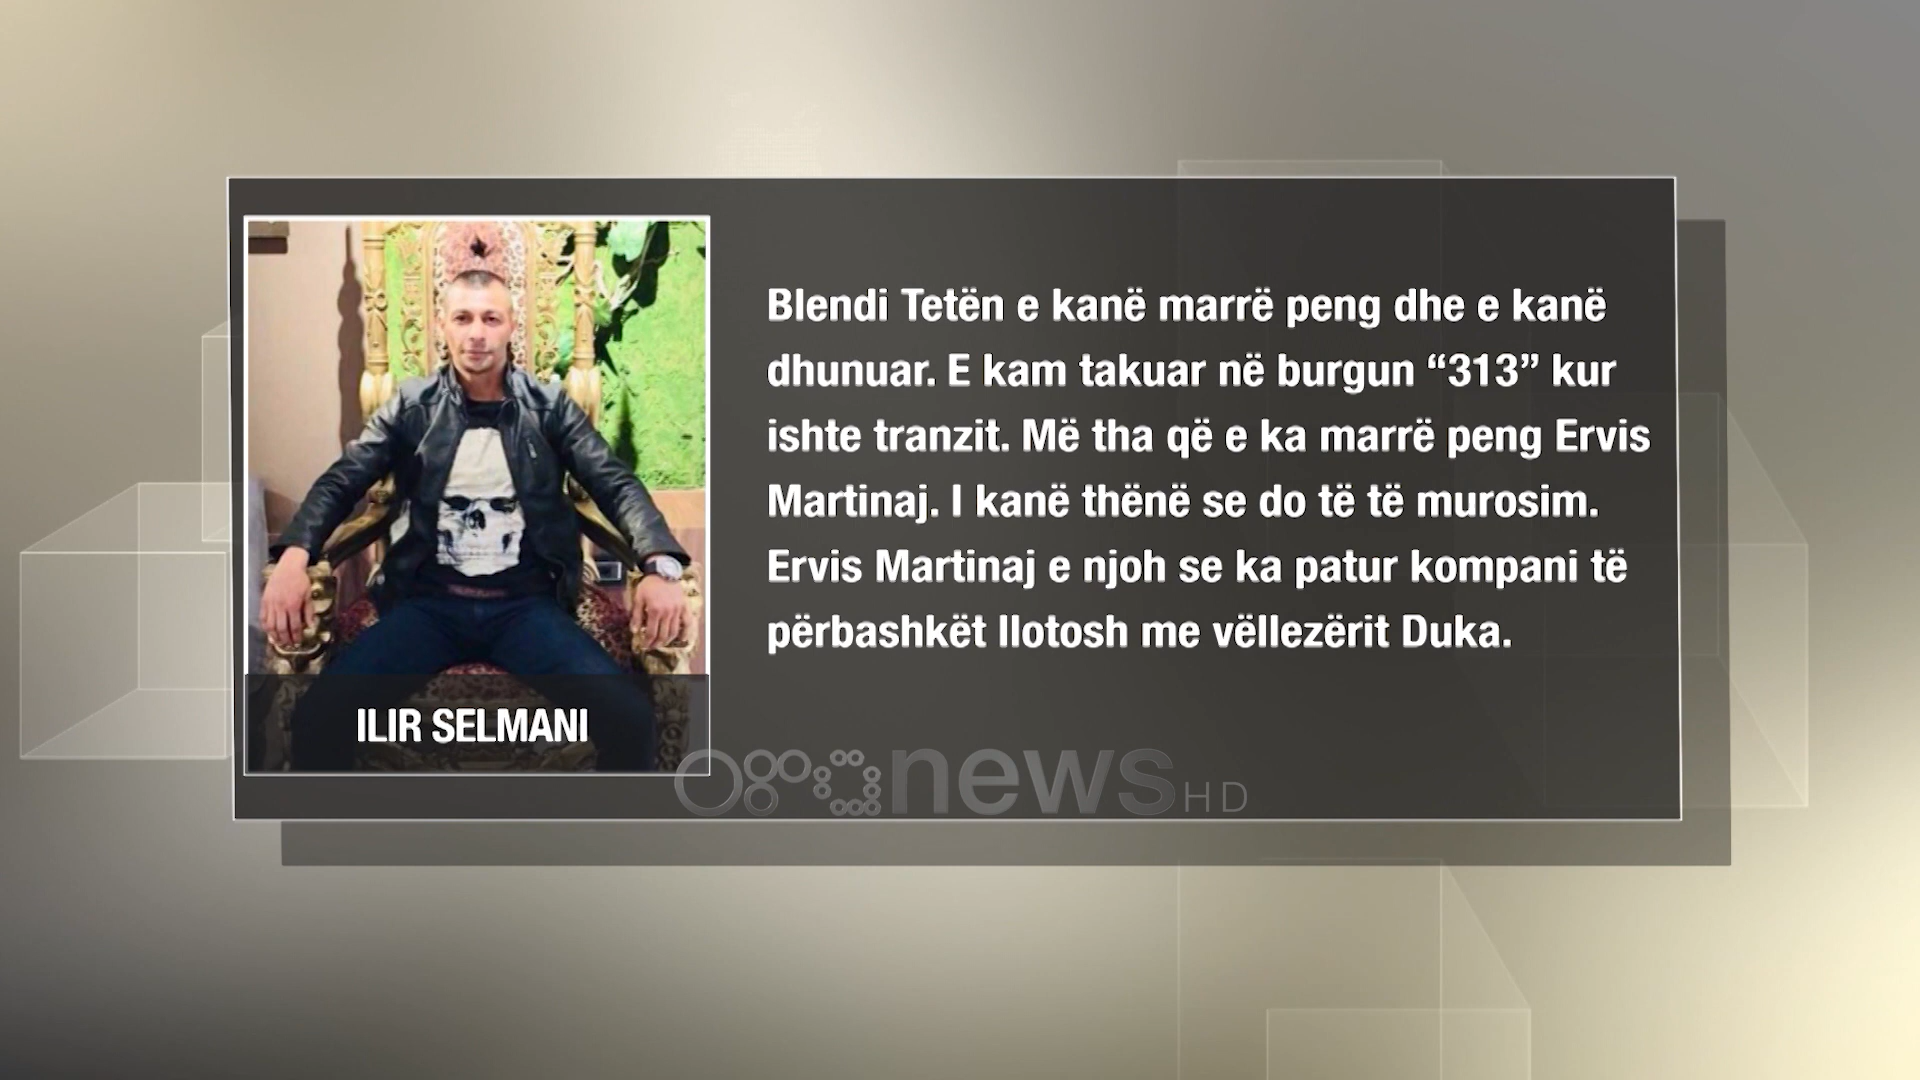 Blendi Tetën e kanë marrë peng dhe e kanë
dhunuar. E kam takuar në burgun “313” kur
ishte tranzit. Më tha që e ka marrë peng Ervis
Martinaj. I kanë thënë se do të të murosim.
Ervis Martinaj e njoh se ka patur kompani të
përbashkët llotosh me vëllezërit Duka.
ILIR SELMANI
ora news HD